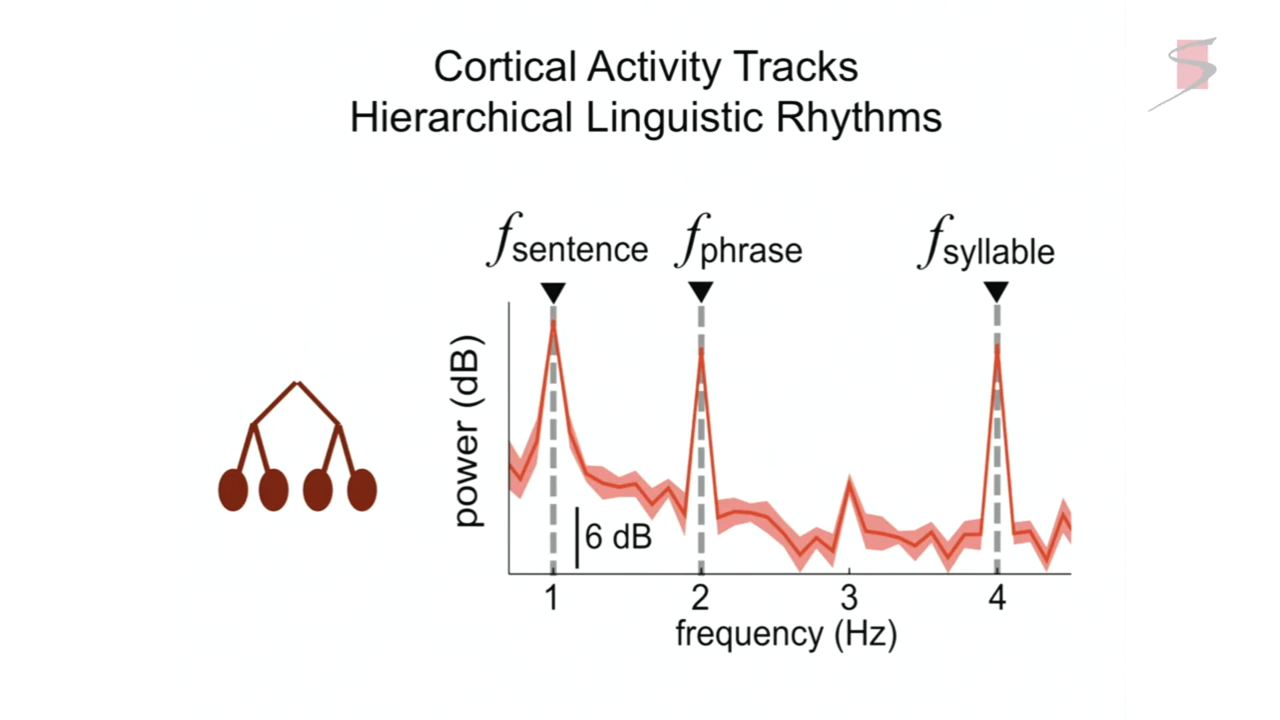 Cortical Activity Tracks
Hierarchical Linguistic Rhythms
fsentence fphrase fsyllable
power (dB)
6 dB
1 2 3 4
frequency (Hz)
S